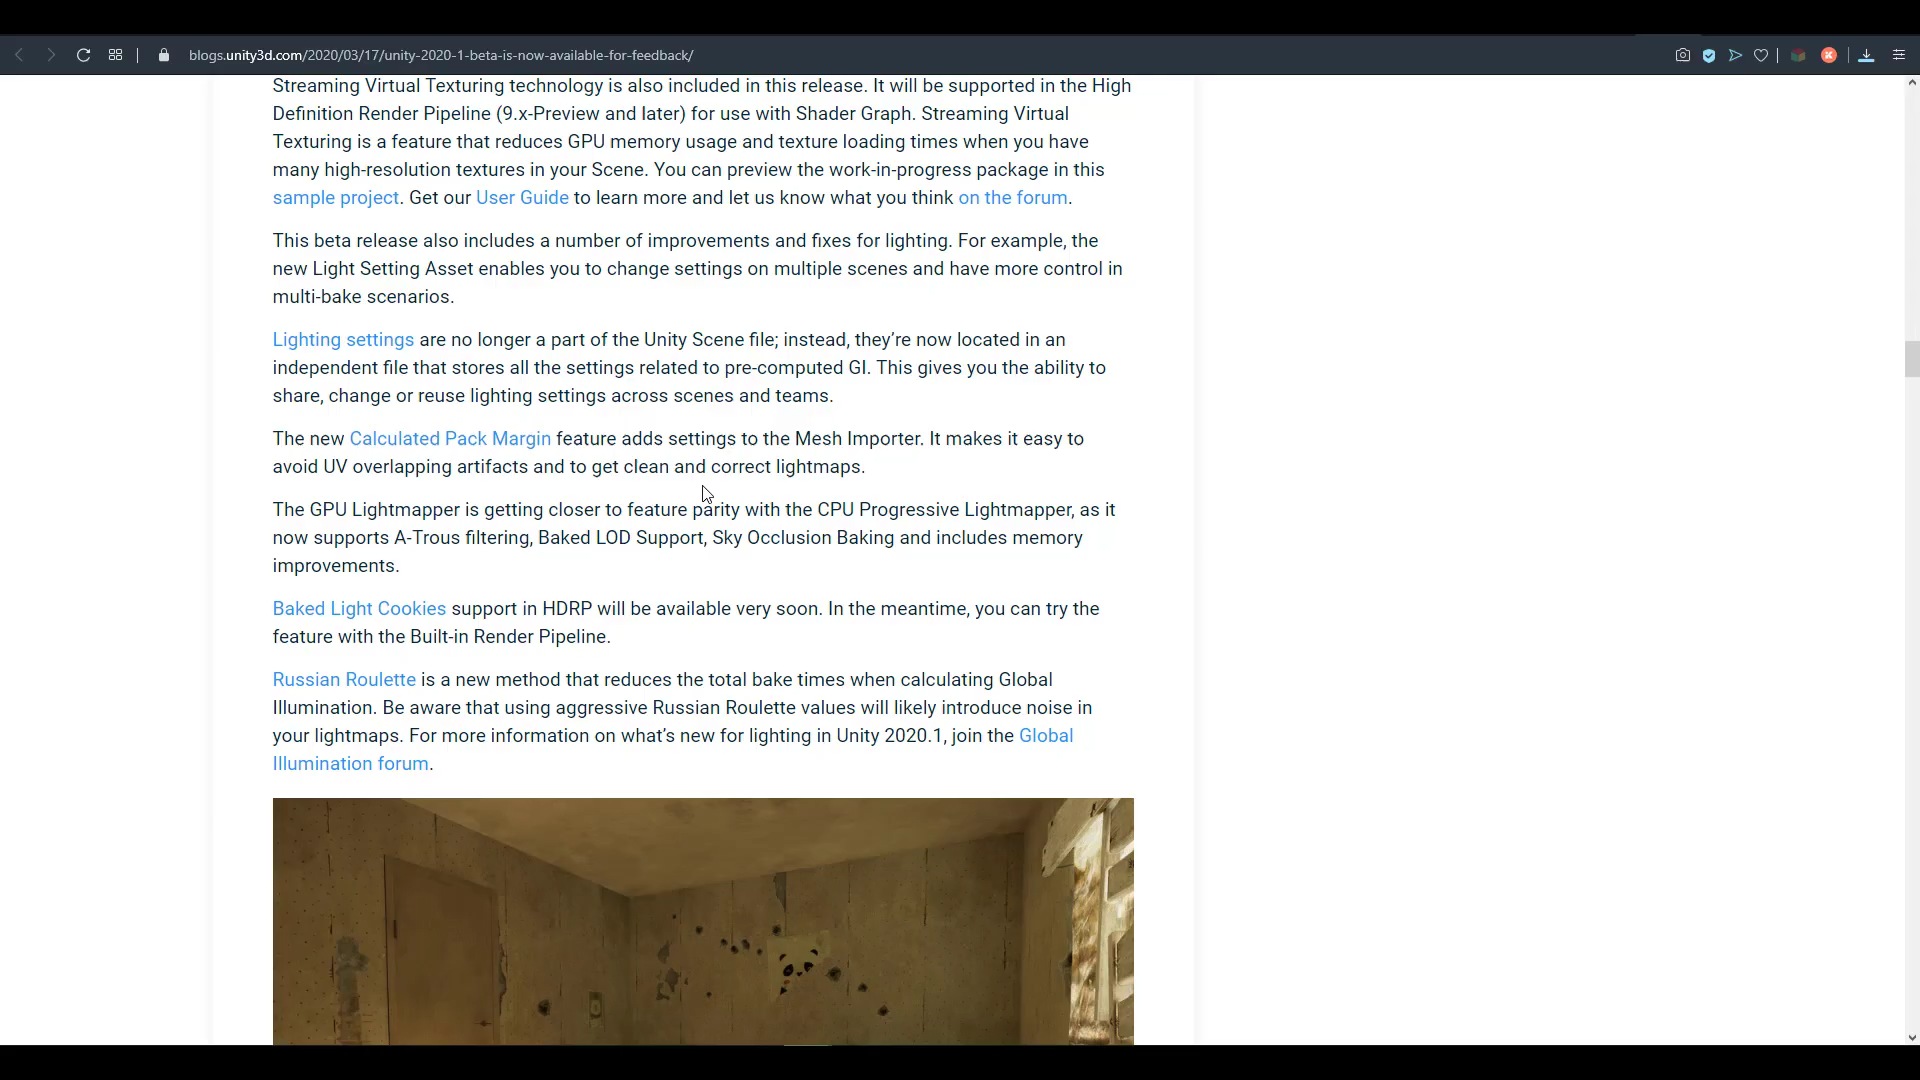 blogs.unity3d.com/2020/03/17/unity-2020-1-beta-is-now-available-for-feedback/
Streaming Virtual Texturing technology is also included in this release. It will be supported in the High
Definition Render Pipeline (9.x-Preview and later) for use with Shader Graph. Streaming Virtual
Texturing is a feature that reduces GPU memory usage and texture loading times when you have
many high-resolution textures in your Scene. You can preview the work-in-progress package in this
sample project. Get our User Guide to learn more and let us know what you think on the forum.
This beta release also includes a number of improvements and fixes for lighting. For example, the
new Light Setting Asset enables you to change settings on multiple scenes and have more control in
multi-bake scenarios.
Lighting settings are no longer a part of the Unity Scene file; instead, they’re now located in an
independent file that stores all the settings related to pre-computed GI. This gives you the ability to
share, change or reuse lighting settings across scenes and teams.
The new Calculated Pack Margin feature adds settings to the Mesh Importer. It makes it easy to
avoid UV overlapping artifacts and to get clean and correct lightmaps.
The GPU Lightmapper is getting closer to feature parity with the CPU Progressive Lightmapper, as it
now supports A-Trous filtering, Baked LOD Support, Sky Occlusion Baking and includes memory
improvements.
Baked Light Cookies support in HDRP will be available very soon. In the meantime, you can try the
feature with the Built-in Render Pipeline.
Russian Roulette is a new method that reduces the total bake times when calculating Global
Illumination. Be aware that using aggressive Russian Roulette values will likely introduce noise in
your lightmaps. For more information on what’s new for lighting in Unity 2020.1, join the Global
Illumination forum.